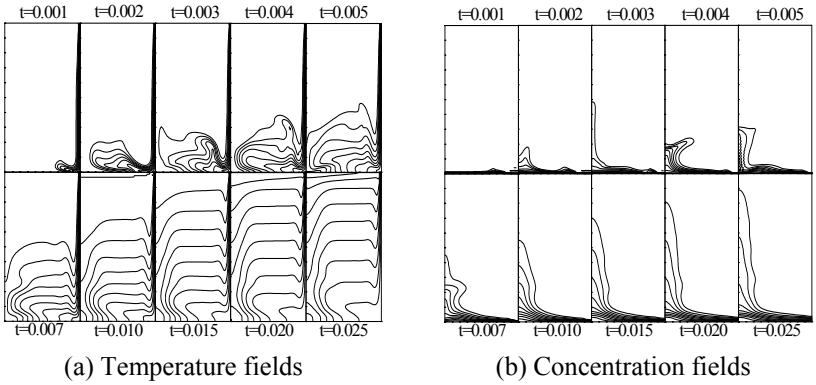 t=0.001 t=0.002 t=0.003 t=0.004 t=0.005
t=0.007 t=0.010 t=0.015 t=0.020 t=0.025
(a) Temperature fields
t=0.001 t=0.002 t=0.003 t=0.004 t=0.005
t=0.007 t=0.010 t=0.015 t=0.020 t=0.025
(b) Concentration fields